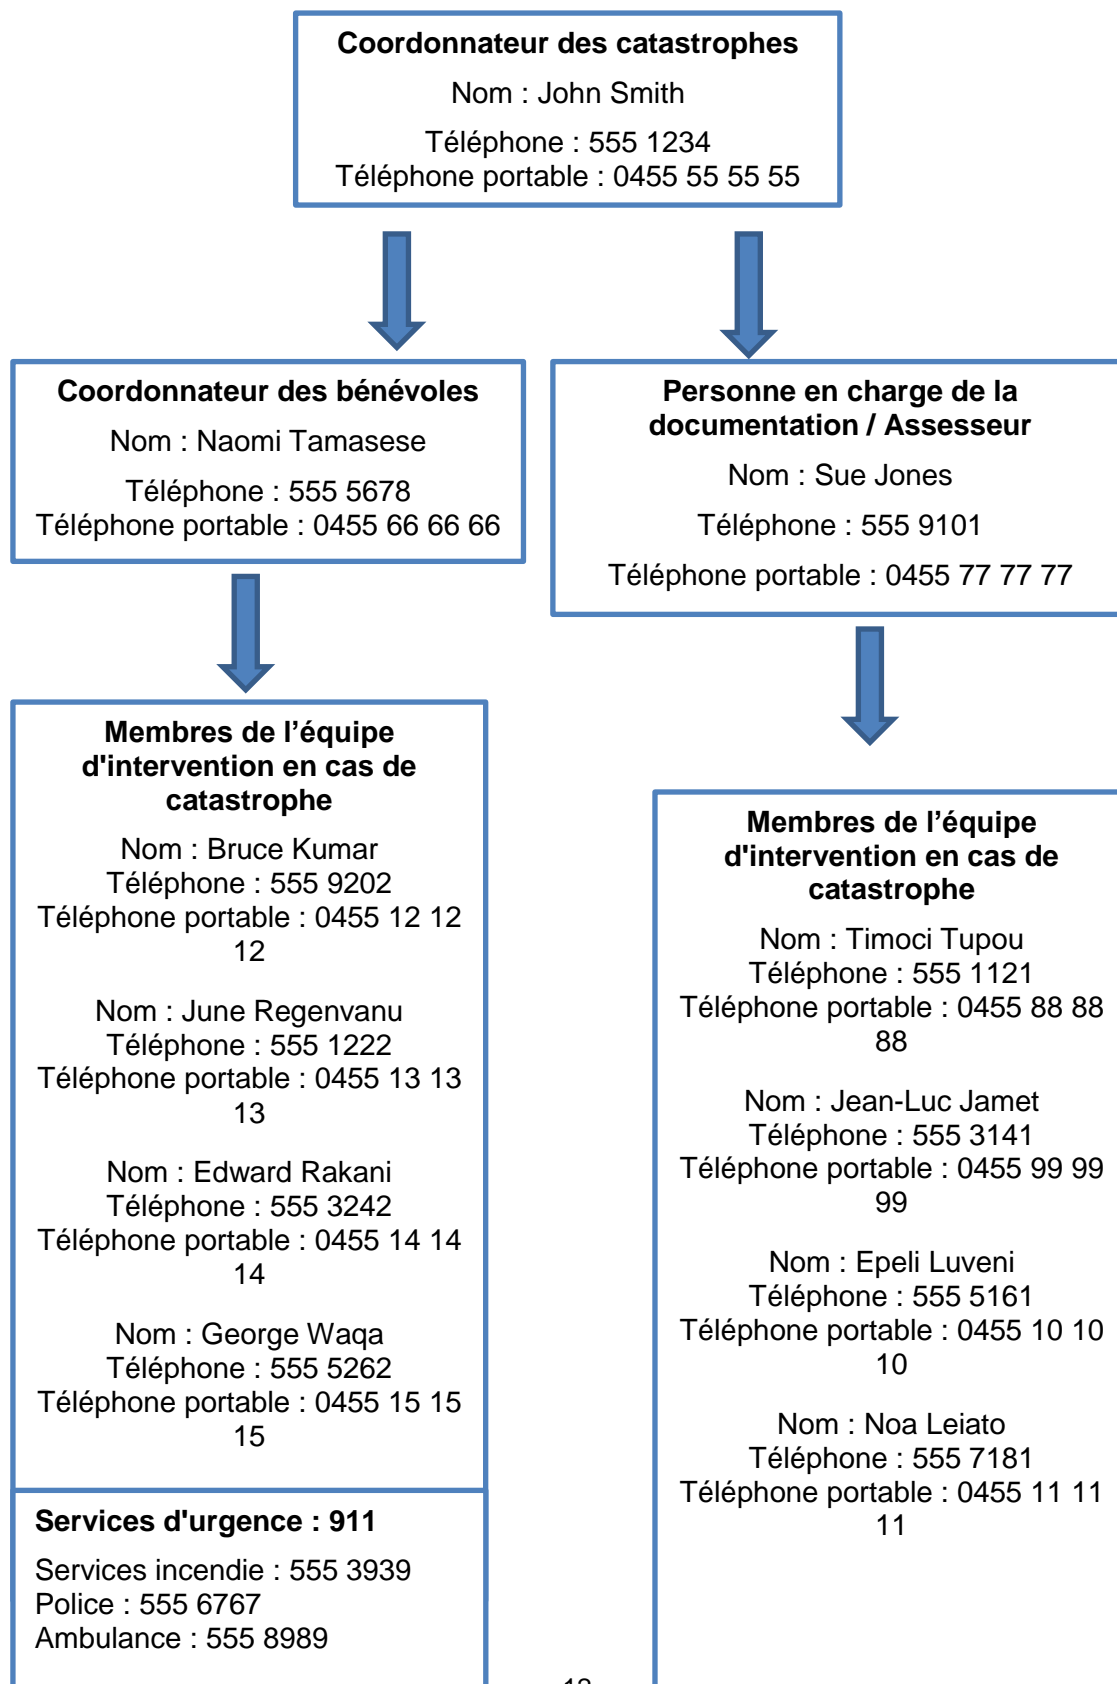 Coordonnateur des catastrophes
Nom : John Smith
Téléphone : 555 1234
Téléphone portable : 0455 55 55 55
Coordonnateur des bénévoles
Nom : Naomi Tamasese
Téléphone : 555 5678
Téléphone portable : 0455 66 66 66
Personne en charge de la
documentation / Assesseur
Nom : Sue Jones
Téléphone : 555 9101
Téléphone portable : 0455 77 77 77
Membres de l’équipe
d'intervention en cas de
catastrophe
Nom : Bruce Kumar
Téléphone : 555 9202
Téléphone portable : 0455 12 12
12
Nom : June Regenvanu
Téléphone : 555 1222
Téléphone portable : 0455 13 13
13
Nom : Edward Rakani
Téléphone : 555 3242
Téléphone portable : 0455 14 14
14
Nom : George Waqa
Téléphone : 555 5262
Téléphone portable : 0455 15 15
15
Services d'urgence : 911
Services incendie : 555 3939
Police : 555 6767
Ambulance : 555 8989
Membres de l’équipe
d'intervention en cas de
catastrophe
Nom : Timoci Tupou
Téléphone : 555 1121
Téléphone portable : 0455 88 88
88
Nom : Jean-Luc Jamet
Téléphone : 555 3141
Téléphone portable : 0455 99 99
99
Nom : Epeli Luveni
Téléphone : 555 5161
Téléphone portable : 0455 10 10
10
Nom : Noa Leiato
Téléphone : 555 7181
Téléphone portable : 0455 11 11
11